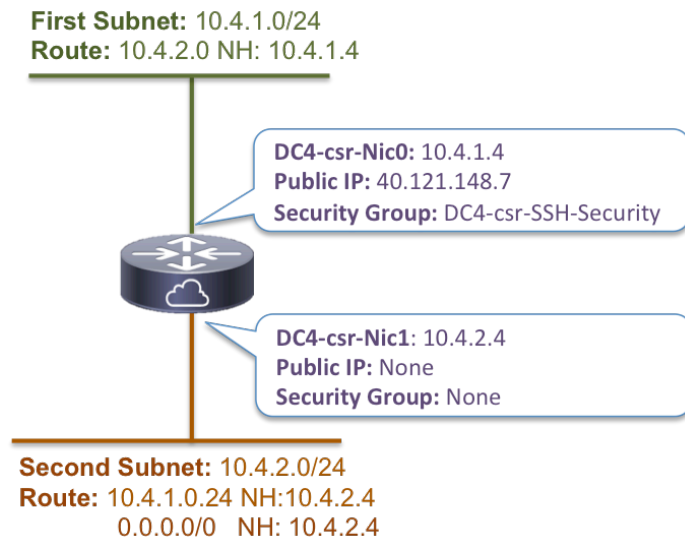 First Subnet: 10.4.1.0/24
Route: 10.4.2.0 NH: 10.4.1.4
DC4-csr-Nic0: 10.4.1.4
Public IP: 40.121.148.7
Security Group: DC4-csr-SSH-Security
DC4-csr-Nic1: 10.4.2.4
Public IP: None
Security Group: None
Second Subnet: 10.4.2.0/24
Route: 10.4.1.0.24 NH:10.4.2.4
0.0.0.0/0 NH: 10.4.2.4